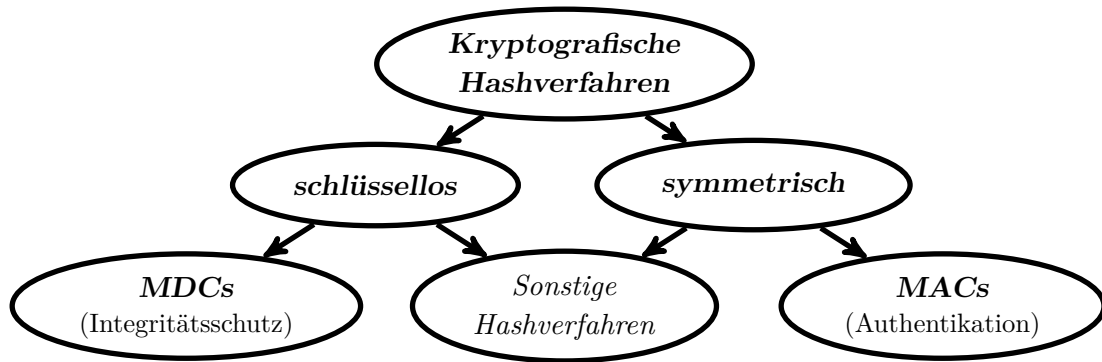 Kryptografische
Hashverfahren
schlüssellos
symmetrisch
MDCs
(Integritätsschutz)
Sonstige
Hashverfahren
MACs
(Authentikation)